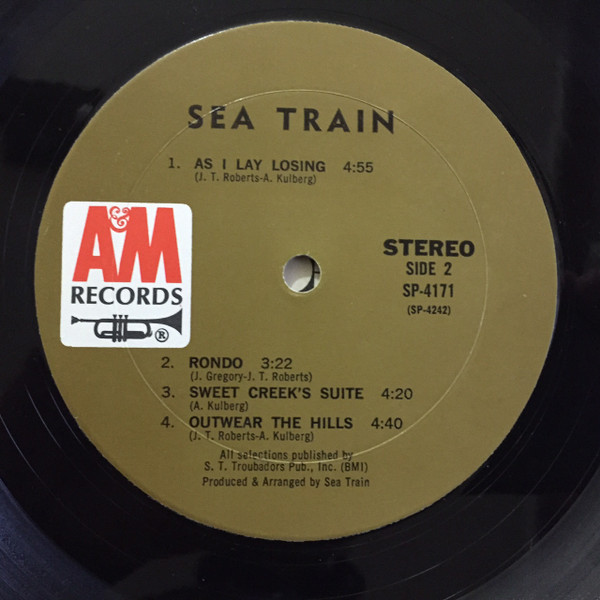 SEA TRAIN
1. AS I LAY LOSING 4:55
(J. T. Roberts-A. Kulberg)
A&M
RECORDS
®
STEREO
SIDE 2
SP-4171
(SP-4242)
2. RONDO 3:22
(J. Gregory-J. T. Roberts)
3. SWEET CREEK'S SUITE 4:20
(A. Kulberg)
4. OUTWEAR THE HILLS 4:40
(J. T. Roberts-A. Kulberg)
All selections published by
S. T. Troubadors Pub., Inc. (BMI)
Produced & Arranged by Sea Train